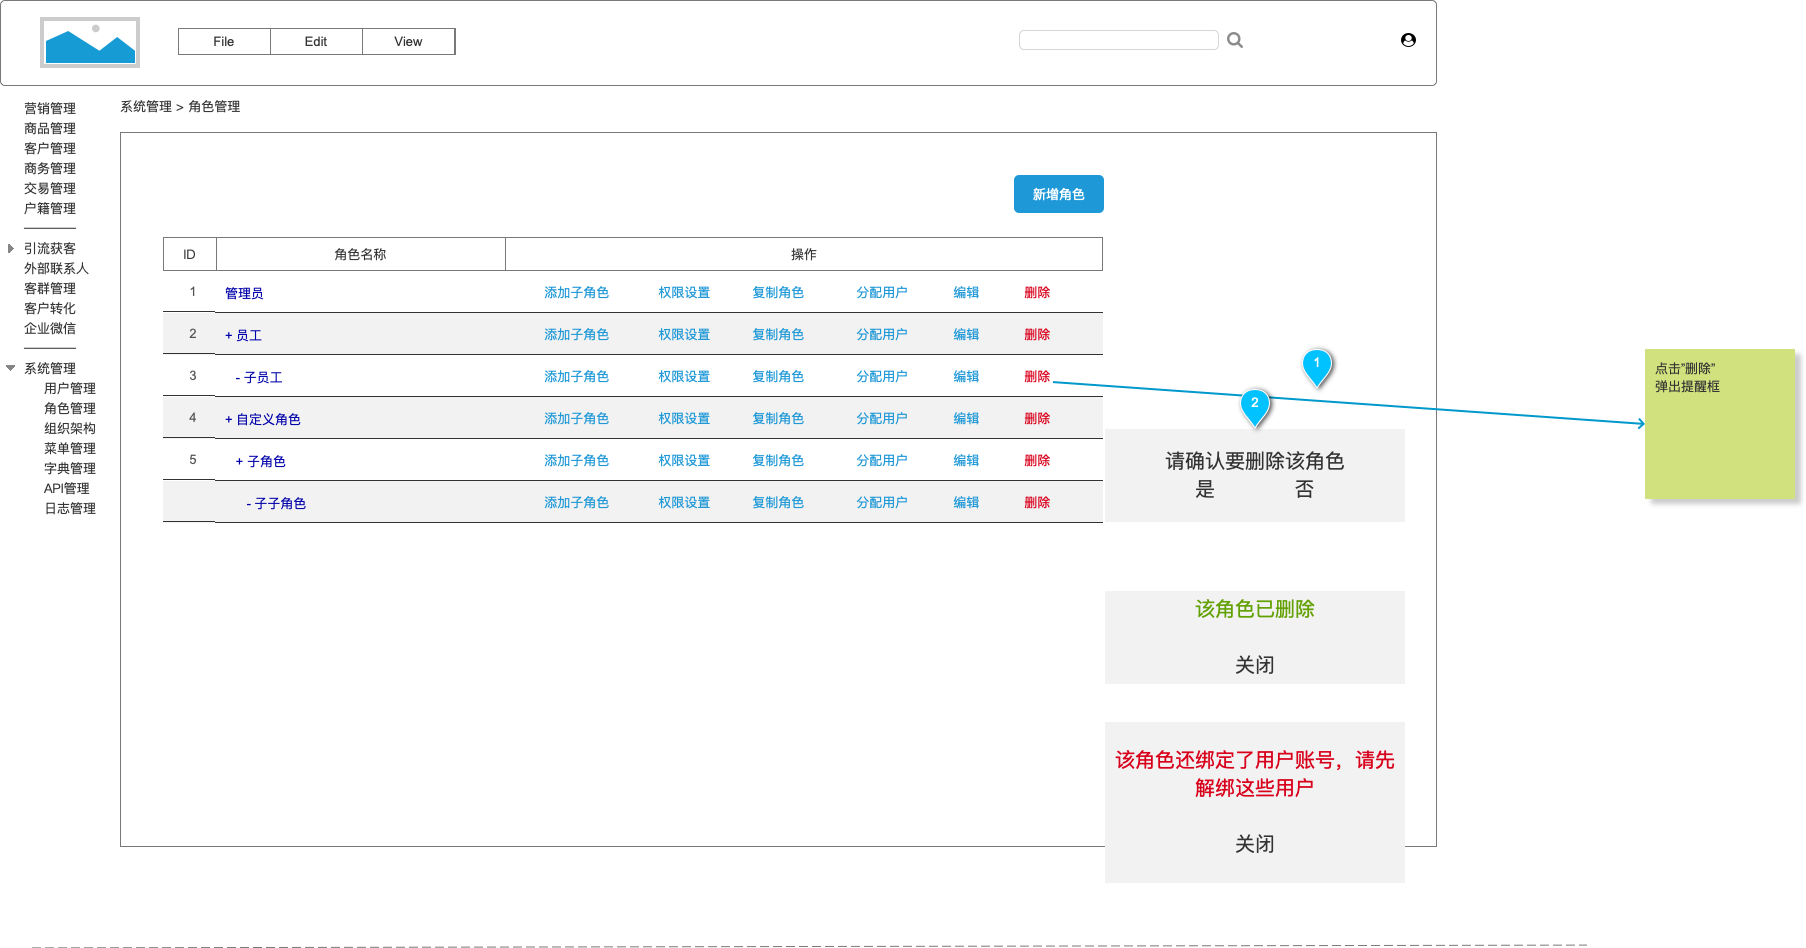 File Edit View
系统管理 > 角色管理
营销管理
商品管理
客户管理
商务管理
交易管理
户籍管理
引流获客
外部联系人
客群管理
客户转化
企业微信
系统管理
用户管理
角色管理
组织架构
菜单管理
字典管理
API管理
日志管理
新增角色
ID 角色名称 操作
1 管理员 添加子角色 权限设置 复制角色 分配用户 编辑 删除
2 + 员工 添加子角色 权限设置 复制角色 分配用户 编辑 删除
3 - 子员工 添加子角色 权限设置 复制角色 分配用户 编辑 删除
4 + 自定义角色 添加子角色 权限设置 复制角色 分配用户 编辑 删除
5 + 子角色 添加子角色 权限设置 复制角色 分配用户 编辑 删除
- 子子角色 添加子角色 权限设置 复制角色 分配用户 编辑 删除
1
2
请确认要删除该角色
是 否
该角色已删除
关闭
该角色还绑定了用户账号，请先
解绑这些用户
关闭
点击"删除"
弹出提醒框